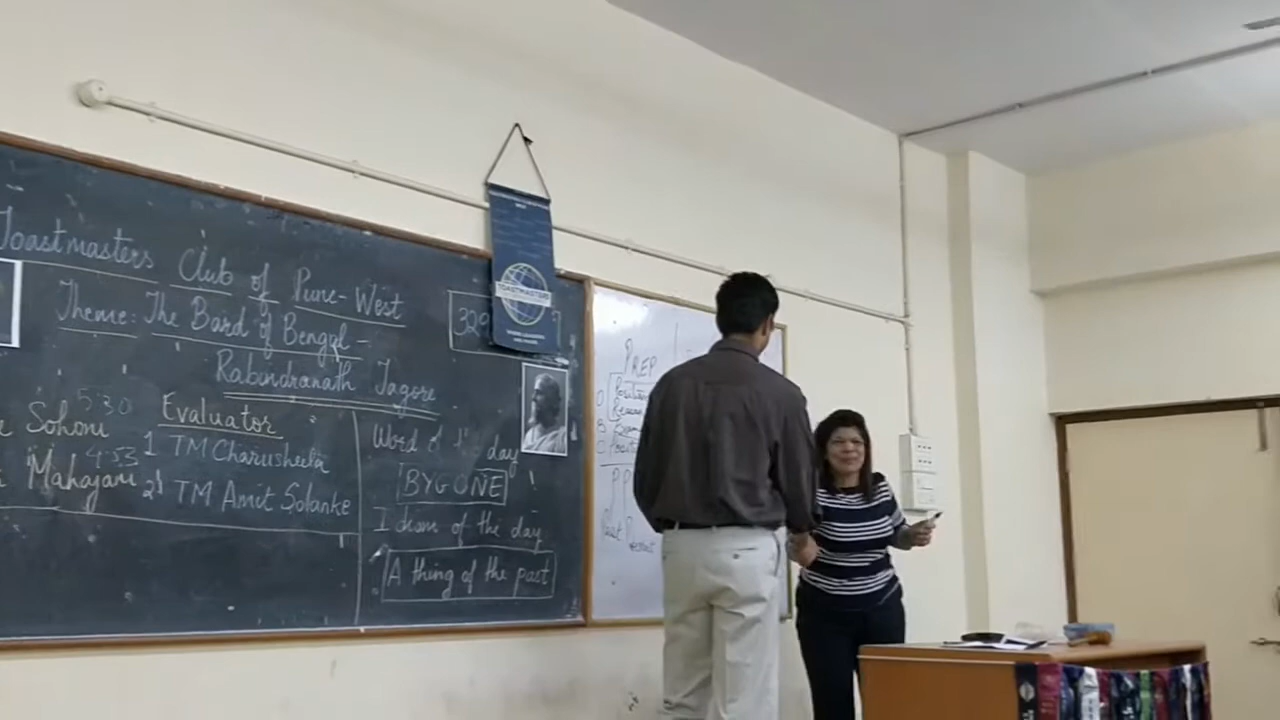 Toastmasters Club of Pune-West
Theme: The Bard of Bengal -
Rabindranath Tagore
329
TOASTMASTERS
5:30
Sohoni
4:53
Mahajani
Evaluator
1 TM Charusheela
2 TM Amit Solanke
Word of day
BYGONE
Idiom of the day
A thing of the past
PREP